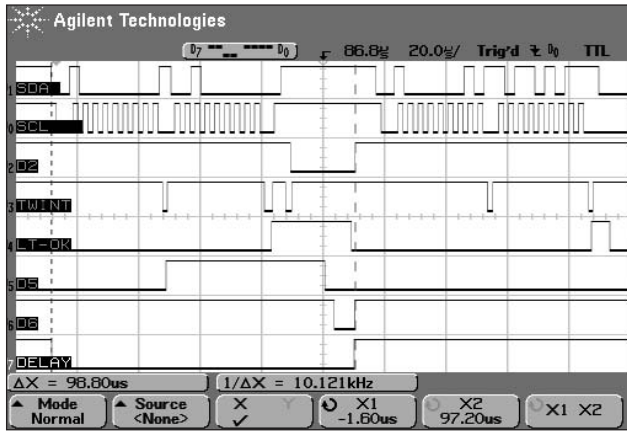 Agilent Technologies
D7 D0 86.8us 20.0us/ Trig'd D0 TTL
1 SDA
0 SCL
2 D2
3 TWINT
4 LT-OK
5 D5
6 D6
7 DELAY
ΔX = 98.80us 1/ΔX = 10.121kHz
Mode Source X Y X1 X2 X1 X2
Normal <None> ✓ -1.60us 97.20us